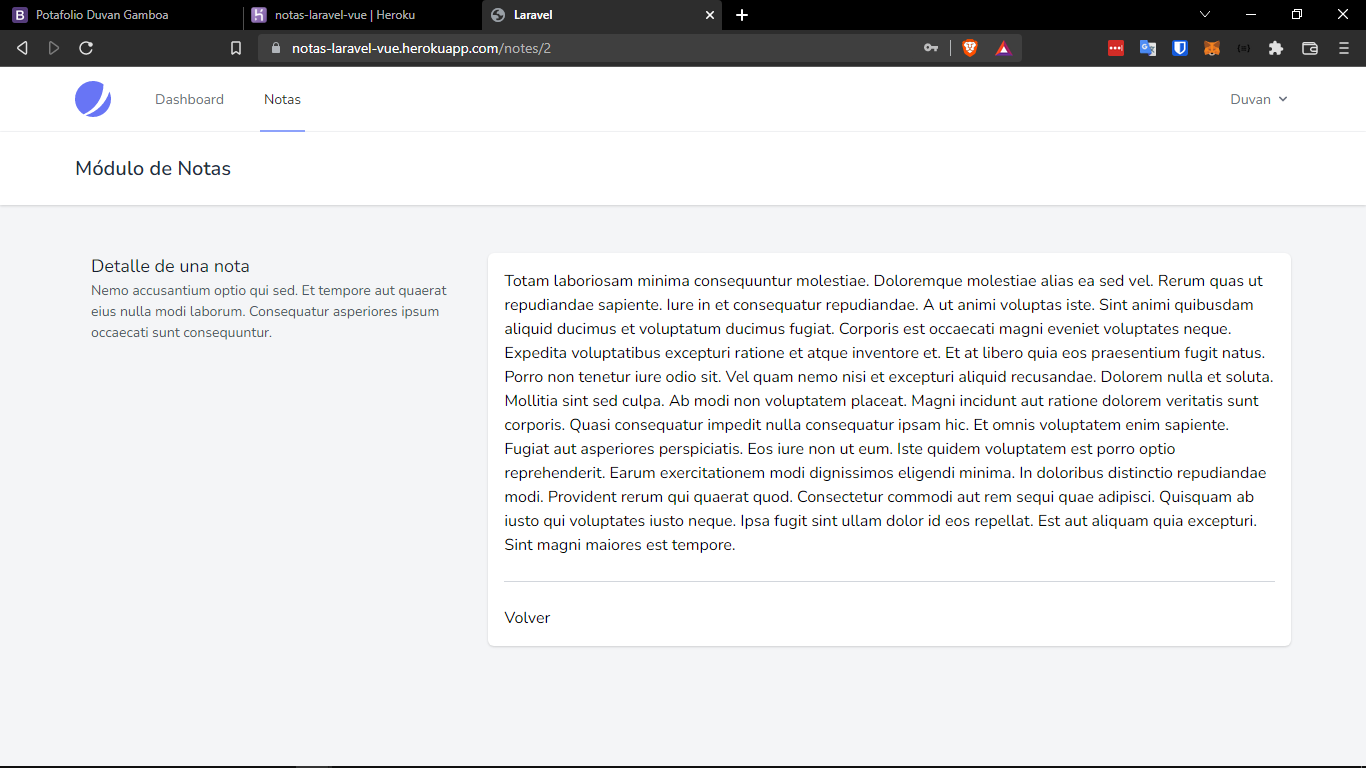 Potafolio Duvan Gamboa
notas-laravel-vue | Heroku
Laravel
notas-laravel-vue.herokuapp.com/notes/2
Dashboard
Notas
Duvan
Módulo de Notas
Detalle de una nota
Nemo accusantium optio qui sed. Et tempore aut quaerat
eius nulla modi laborum. Consequatur asperiores ipsum
occaecati sunt consequuntur.
Totam laboriosam minima consequuntur molestiae. Doloremque molestiae alias ea sed vel. Rerum quas ut
repudiandae sapiente. Iure in et consequatur repudiandae. A ut animi voluptas iste. Sint animi quibusdam
aliquid ducimus et voluptatum ducimus fugiat. Corporis est occaecati magni eveniet voluptates neque.
Expedita voluptatibus excepturi ratione et atque inventore et. Et at libero quia eos praesentium fugit natus.
Porro non tenetur iure odio sit. Vel quam nemo nisi et excepturi aliquid recusandae. Dolorem nulla et soluta.
Mollitia sint sed culpa. Ab modi non voluptatem placeat. Magni incidunt aut ratione dolorem veritatis sunt
corporis. Quasi consequatur impedit nulla consequatur ipsam hic. Et omnis voluptatem enim sapiente.
Fugiat aut asperiores perspiciatis. Eos iure non ut eum. Iste quidem voluptatem est porro optio
reprehenderit. Earum exercitationem modi dignissimos eligendi minima. In doloribus distinctio repudiandae
modi. Provident rerum qui quaerat quod. Consectetur commodi aut rem sequi quae adipisci. Quisquam ab
iusto qui voluptates iusto neque. Ipsa fugit sint ullam dolor id eos repellat. Est aut aliquam quia excepturi.
Sint magni maiores est tempore.
Volver